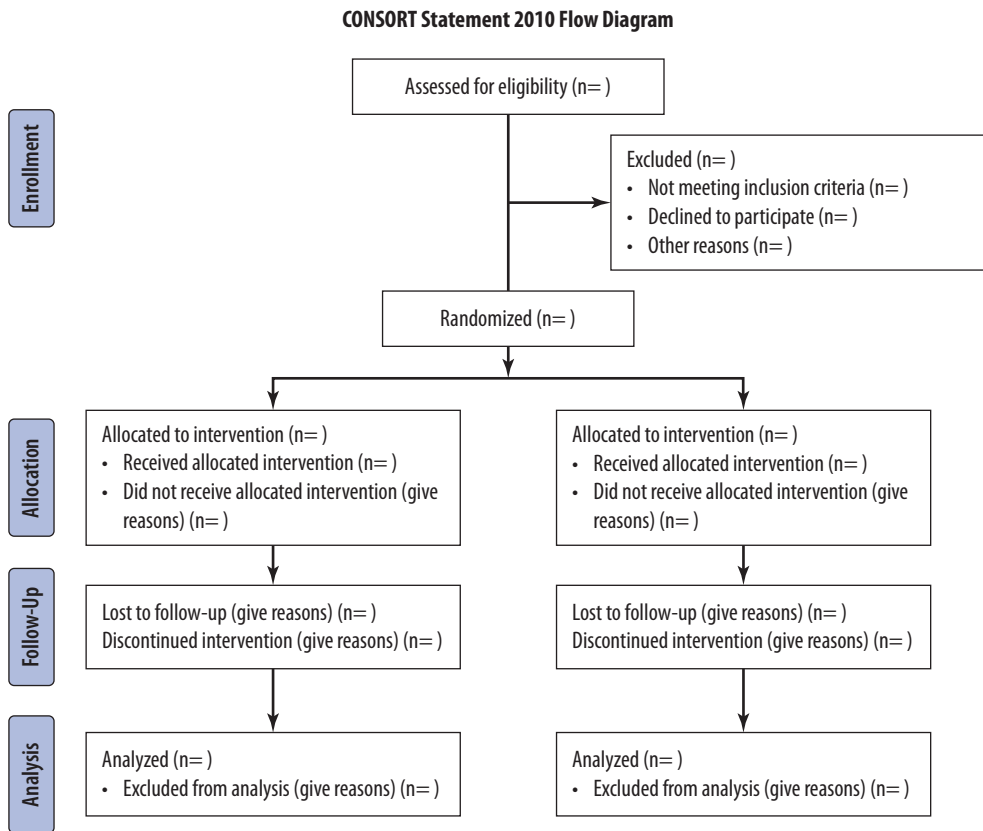 CONSORT Statement 2010 Flow Diagram
Enrollment
Assessed for eligibility (n= )
Excluded (n= )
• Not meeting inclusion criteria (n= )
• Declined to participate (n= )
• Other reasons (n= )
Randomized (n= )
Allocation
Allocated to intervention (n= )
• Received allocated intervention (n= )
• Did not receive allocated intervention (give
reasons) (n= )
Allocated to intervention (n= )
• Received allocated intervention (n= )
• Did not receive allocated intervention (give
reasons) (n= )
Follow-Up
Lost to follow-up (give reasons) (n= )
Discontinued intervention (give reasons) (n= )
Lost to follow-up (give reasons) (n= )
Discontinued intervention (give reasons) (n= )
Analysis
Analyzed (n= )
• Excluded from analysis (give reasons) (n= )
Analyzed (n= )
• Excluded from analysis (give reasons) (n= )